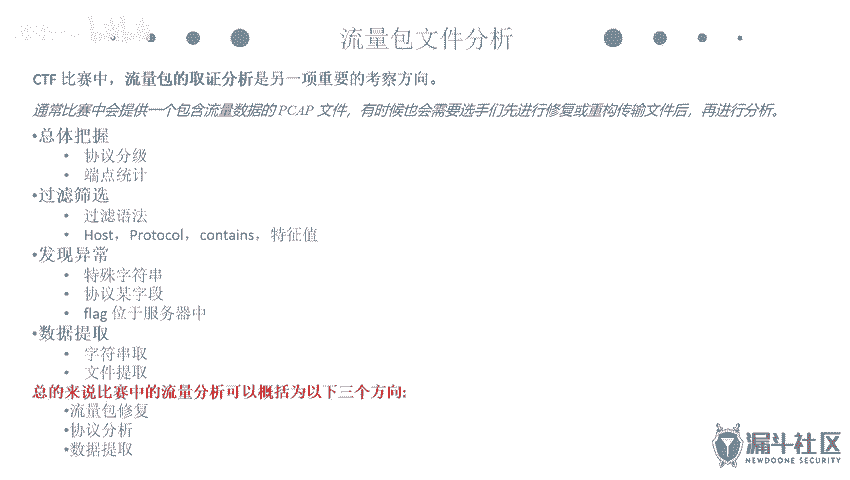 流量包文件分析
CTF 比赛中，流量包的取证分析是另一项重要的考察方向。
通常比赛中会提供一个包含流量数据的 PCAP 文件，有时候也会需要选手们先进行修复或重构传输文件后，再进行分析。
•总体把握
• 协议分级
• 端点统计
•过滤筛选
• 过滤语法
• Host，Protocol，contains，特征值
•发现异常
• 特殊字符串
• 协议某字段
• flag 位于服务器中
•数据提取
• 字符串取
• 文件提取
总的来说比赛中的流量分析可以概括为以下三个方向:
•流量包修复
•协议分析
•数据提取
漏斗社区
NEWDOONE SECURITY